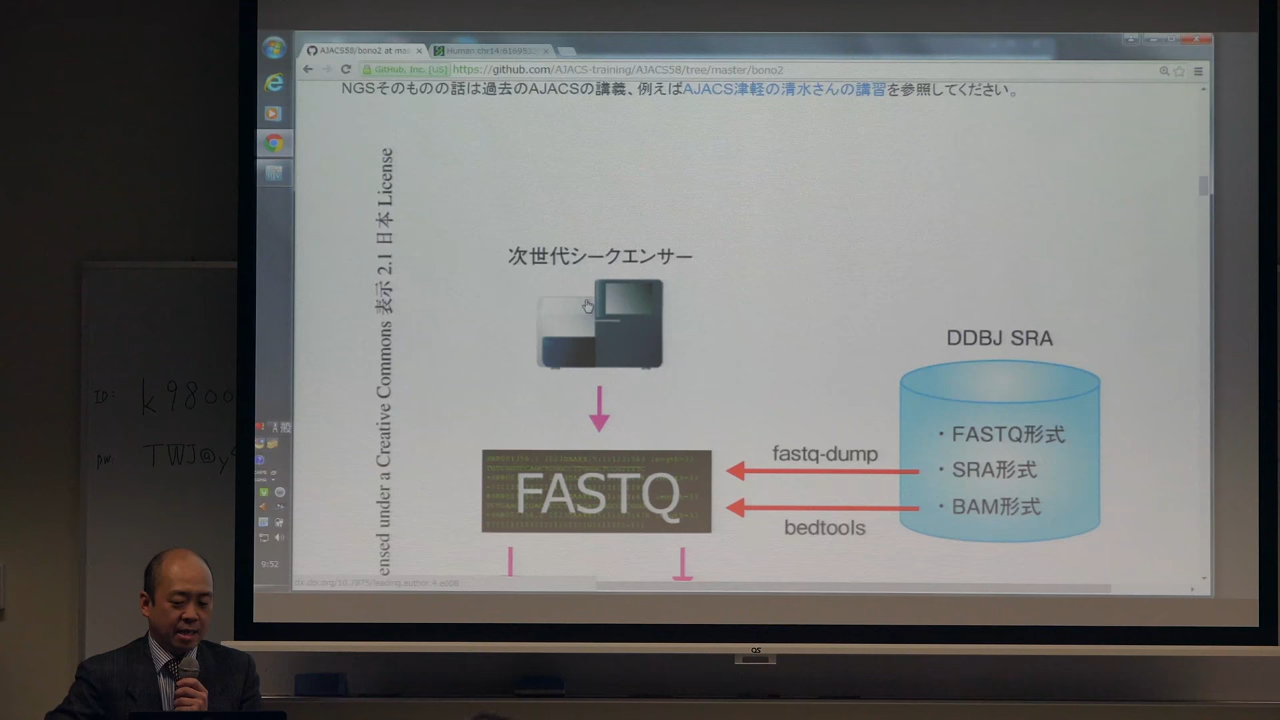 AJACS58/bono2 at mas
Human chr14:6169523
GitHub, Inc. [US] https://github.com/AJACS-training/AJACS58/tree/master/bono2
NGSそのものの話は過去のAJACSの講義、例えばAJACS津軽の清水さんの講習を参照してください。
ensed under a Creative Commons 表示 2.1 日本 License
次世代シークエンサー
DDBJ SRA
・FASTQ形式
・SRA形式
・BAM形式
fastq-dump
bedtools
FASTQ
9:52
ID: k9800
pw: TWJ@y